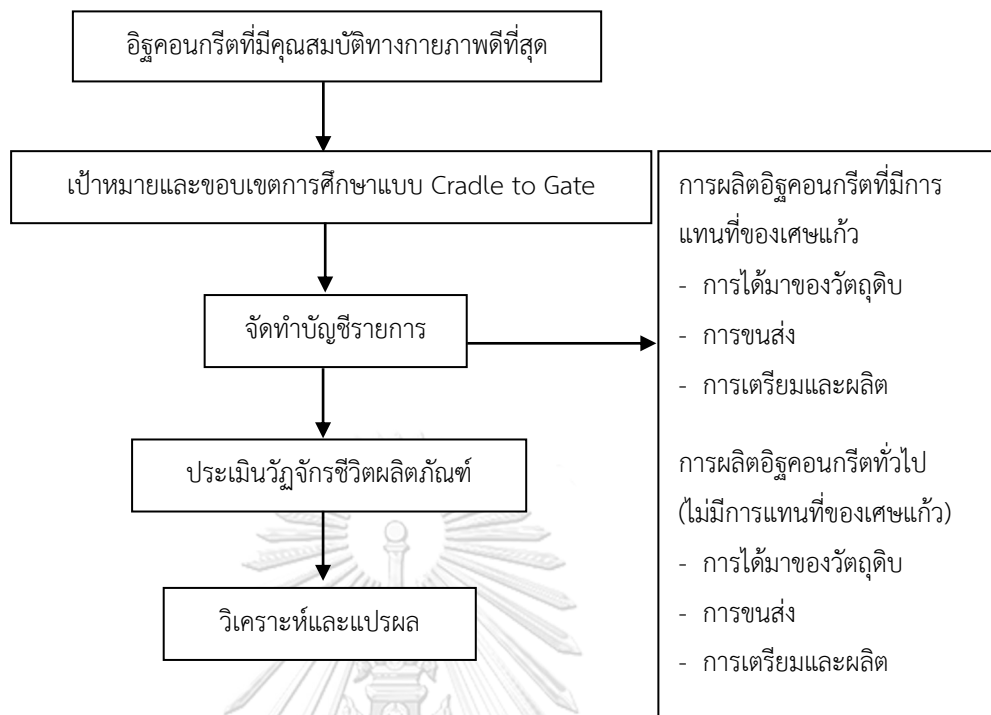 อิฐคอนกรีตที่มีคุณสมบัติทางกายภาพดีที่สุด
เป้าหมายและขอบเขตการศึกษาแบบ Cradle to Gate
จัดทำบัญชีรายการ
ประเมินวัฏจักรชีวิตผลิตภัณฑ์
วิเคราะห์และแปรผล
การผลิตอิฐคอนกรีตที่มีการ
แทนที่ของเศษแก้ว
- การได้มาของวัตถุดิบ
- การขนส่ง
- การเตรียมและผลิต
การผลิตอิฐคอนกรีตทั่วไป
(ไม่มีการแทนที่ของเศษแก้ว)
- การได้มาของวัตถุดิบ
- การขนส่ง
- การเตรียมและผลิต